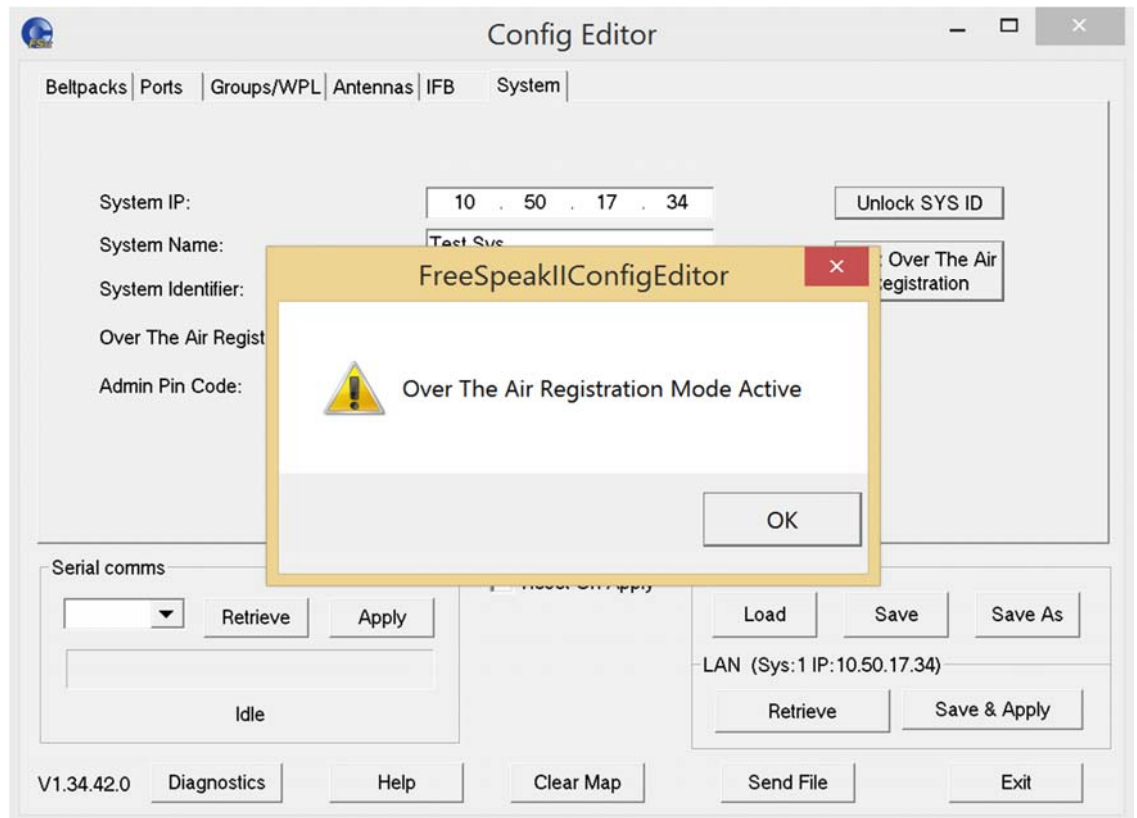 Config Editor
Beltpacks Ports Groups/WPL Antennas IFB System
System IP: 10 . 50 . 17 . 34 Unlock SYS ID
System Name: Test Sys
FreeSpeakIIConfigEditor
Over The Air
System Identifier:
Over The Air Regist
Admin Pin Code:
Over The Air Registration Mode Active
OK
Serial comms
Retrieve Apply
Idle
Load Save Save As
LAN (Sys:1 IP:10.50.17.34)
Retrieve Save & Apply
V1.34.42.0 Diagnostics Help Clear Map Send File Exit